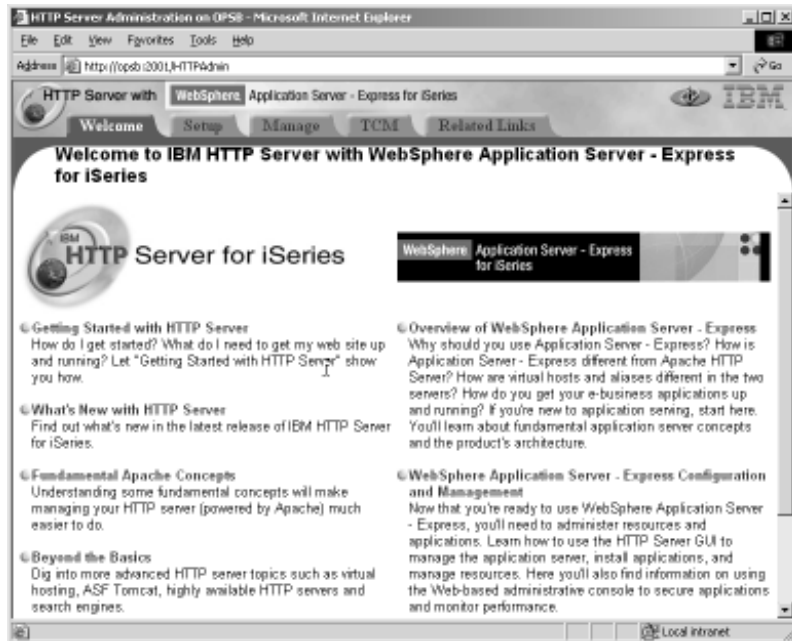 HTTP Server Administration on OPSB - Microsoft Internet Explorer
File Edit View Favorites Tools Help
Address http://opsb:2001/HTTPAdmin Go
HTTP Server with WebSphere Application Server - Express for iSeries IBM
Welcome Setup Manage TCM Related Links
Welcome to IBM HTTP Server with WebSphere Application Server - Express
for iSeries
IBM
HTTP Server for iSeries
WebSphere Application Server - Express
for iSeries
Getting Started with HTTP Server
How do I get started? What do I need to get my web site up
and running? Let "Getting Started with HTTP Server" show
you how.
What's New with HTTP Server
Find out what's new in the latest release of IBM HTTP Server
for iSeries.
Fundamental Apache Concepts
Understanding some fundamental concepts will make
managing your HTTP server (powered by Apache) much
easier to do.
Beyond the Basics
Dig into more advanced HTTP server topics such as virtual
hosting, ASF Tomcat, highly available HTTP servers and
search engines.
Overview of WebSphere Application Server - Express
Why should you use Application Server - Express? How is
Application Server - Express different from Apache HTTP
Server? How are virtual hosts and aliases different in the two
servers? How do you get your e-business applications up
and running? If you're new to application serving, start here.
You'll learn about fundamental application server concepts
and the product's architecture.
WebSphere Application Server - Express Configuration
and Management
Now that you're ready to use WebSphere Application Server
- Express, you'll need to administer resources and
applications. Learn how to use the HTTP Server GUI to
manage the application server, install applications, and
manage resources. Here you'll also find information on using
the Web-based administrative console to secure applications
and monitor performance.
Local intranet